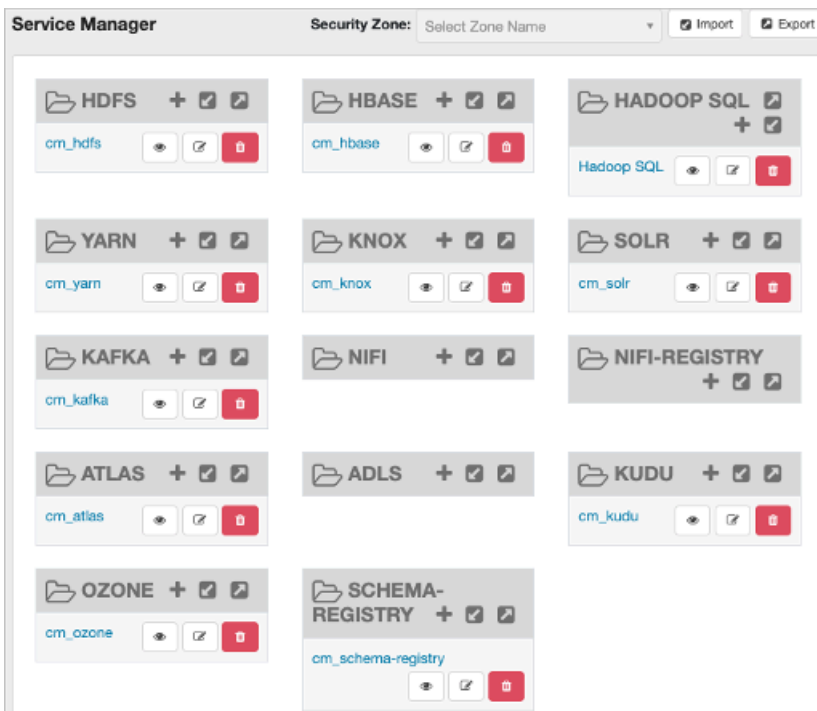 Service Manager
Security Zone: Select Zone Name Import Export
HDFS
cm_hdfs
HBASE
cm_hbase
HADOOP SQL
Hadoop SQL
YARN
cm_yarn
KNOX
cm_knox
SOLR
cm_solr
KAFKA
cm_kafka
NIFI
NIFI-REGISTRY
ATLAS
cm_atlas
ADLS
KUDU
cm_kudu
OZONE
cm_ozone
SCHEMA-
REGISTRY
cm_schema-registry